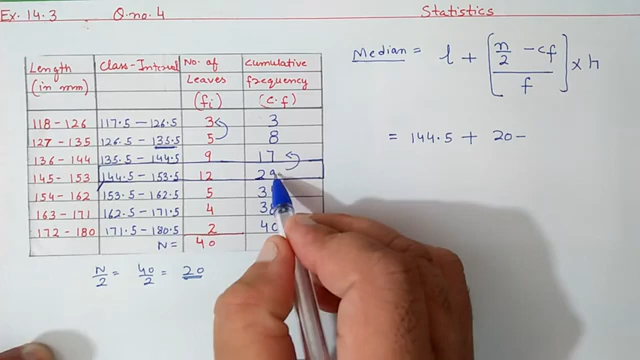 Ex. 14.3 Q.no. 4 Statistics
Length (in mm) Class-Interval No. of Leaves (fi) Cumulative frequency (c.f)
118-126 117.5-126.5 3 3
127-135 126.5-135.5 5 8
136-144 135.5-144.5 9 17
145-153 144.5-153.5 12 29
154-162 153.5-162.5 5
163-171 162.5-171.5 4
172-180 171.5-180.5 2 40
N= 40
N/2 = 40/2 = 20
Median = l + [(n/2 - cf)/f] × h
= 144.5 + 20-